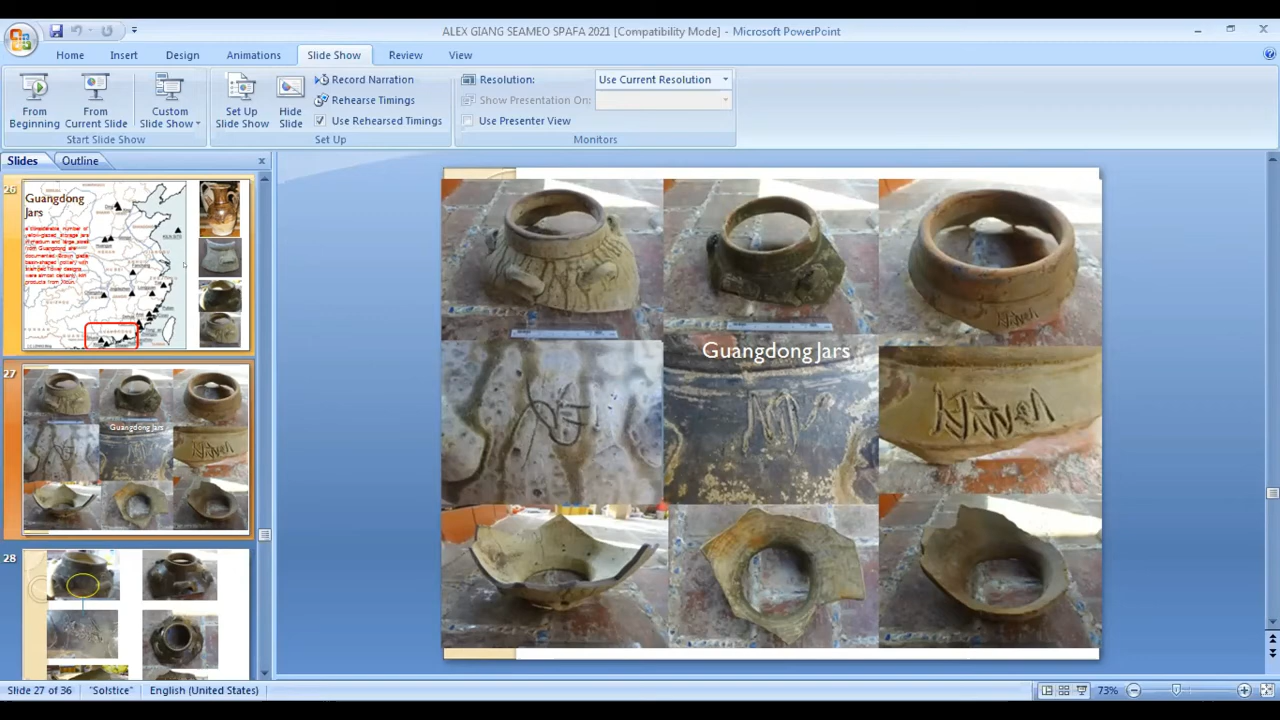 ALEX GIANG SEAMEO SPAFA 2021 [Compatibility Mode] - Microsoft PowerPoint
Home Insert Design Animations Slide Show Review View
From Beginning
From Current Slide
Custom Slide Show
Start Slide Show
Set Up Slide Show
Hide Slide
Record Narration
Rehearse Timings
Use Rehearsed Timings
Set Up
Resolution: Use Current Resolution
Show Presentation On:
Use Presenter View
Monitors
Slides Outline
26
Guangdong
Jars
27
Guangdong Jars
28
Guangdong Jars
Slide 27 of 36 "Solstice" English (United States) 73%